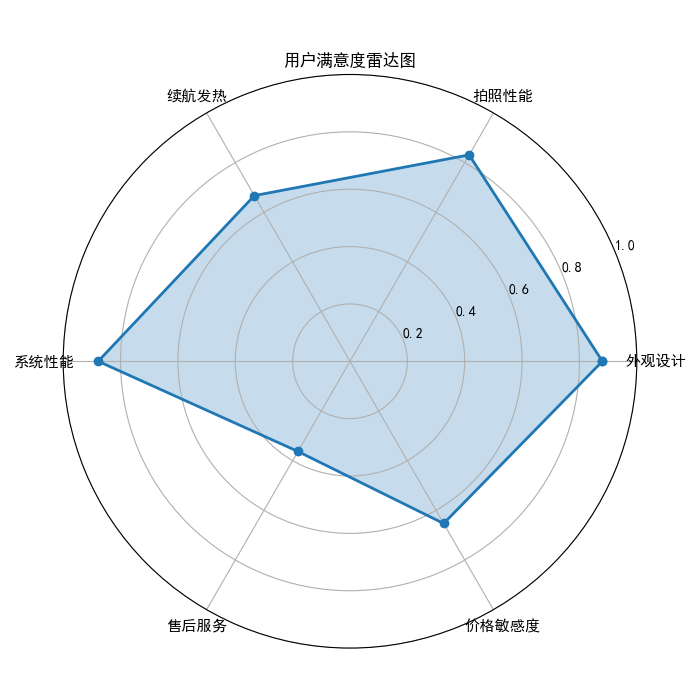 用户满意度雷达图
续航发热
拍照性能
1.0
0.8
0.6
0.4
0.2
系统性能
外观设计
售后服务
价格敏感度